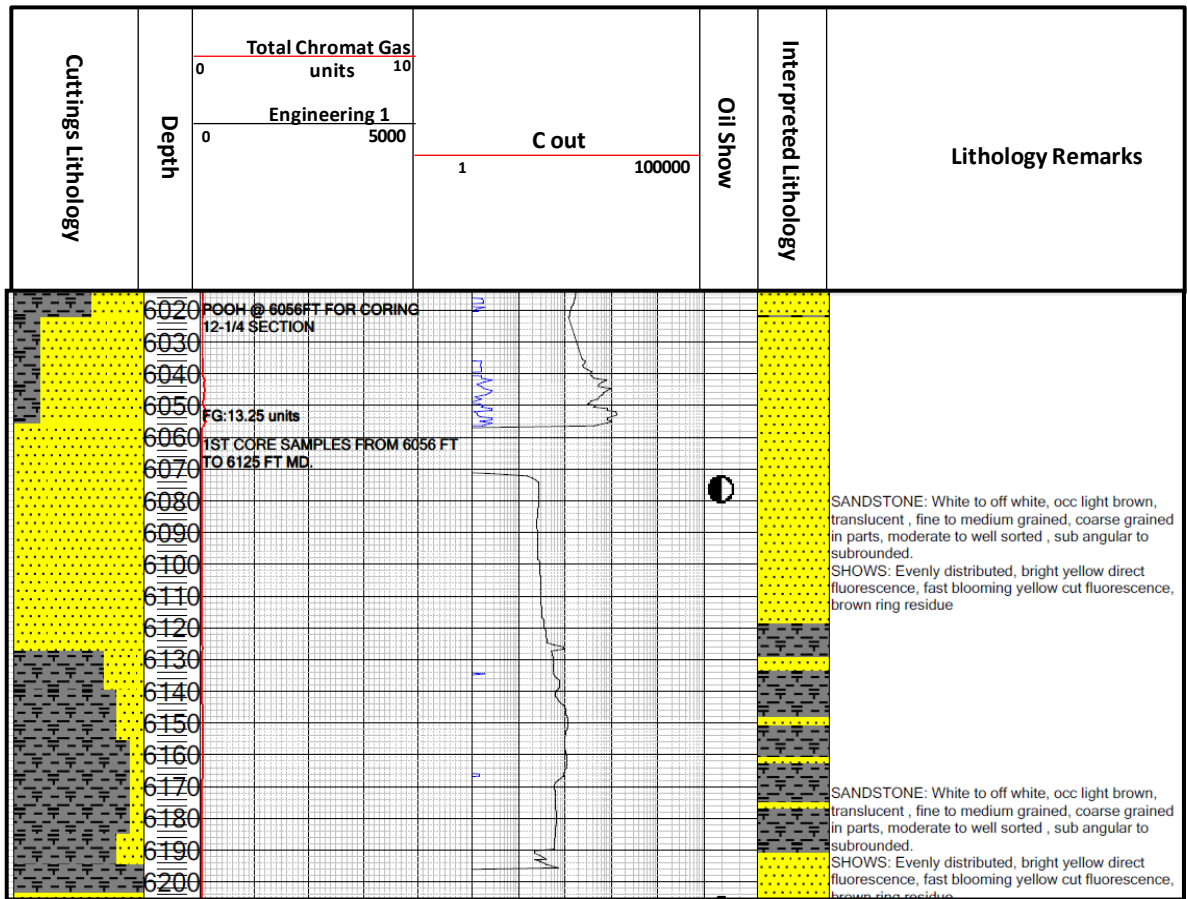 Cuttings Lithology
Depth
Total Chromat Gas
0 units 10
Engineering 1
0 5000
C out
1 100000
Oil Show
Interpreted Lithology
Lithology Remarks
6020
6030
6040
6050
6060
6070
6080
6090
6100
6110
6120
6130
6140
6150
6160
6170
6180
6190
6200
POOH @ 6056FT FOR CORING
12-1/4 SECTION
FG:13.25 units
1ST CORE SAMPLES FROM 6056 FT
TO 6125 FT MD.
SANDSTONE: White to off white, occ light brown,
translucent , fine to medium grained, coarse grained
in parts, moderate to well sorted , sub angular to
subrounded.
SHOWS: Evenly distributed, bright yellow direct
fluorescence, fast blooming yellow cut fluorescence,
brown ring residue
SANDSTONE: White to off white, occ light brown,
translucent , fine to medium grained, coarse grained
in parts, moderate to well sorted , sub angular to
subrounded.
SHOWS: Evenly distributed, bright yellow direct
fluorescence, fast blooming yellow cut fluorescence,
brown ring residue